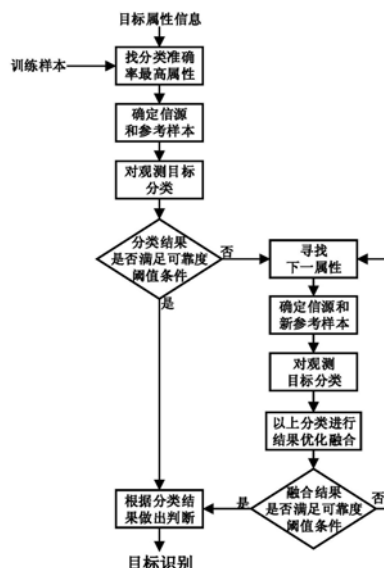 目标属性信息
训练样本
找分类准确
率最高属性
确定信源
和参考样本
对观测目标
分类
分类结果
是否满足可靠度
阈值条件
否
是
寻找
下一属性
确定信源和
新参考样本
对观测
目标分类
以上分类进行
结果优化融合
融合结果
是否满足可靠度
阈值条件
否
是
根据分类结
果做出判断
目标识别